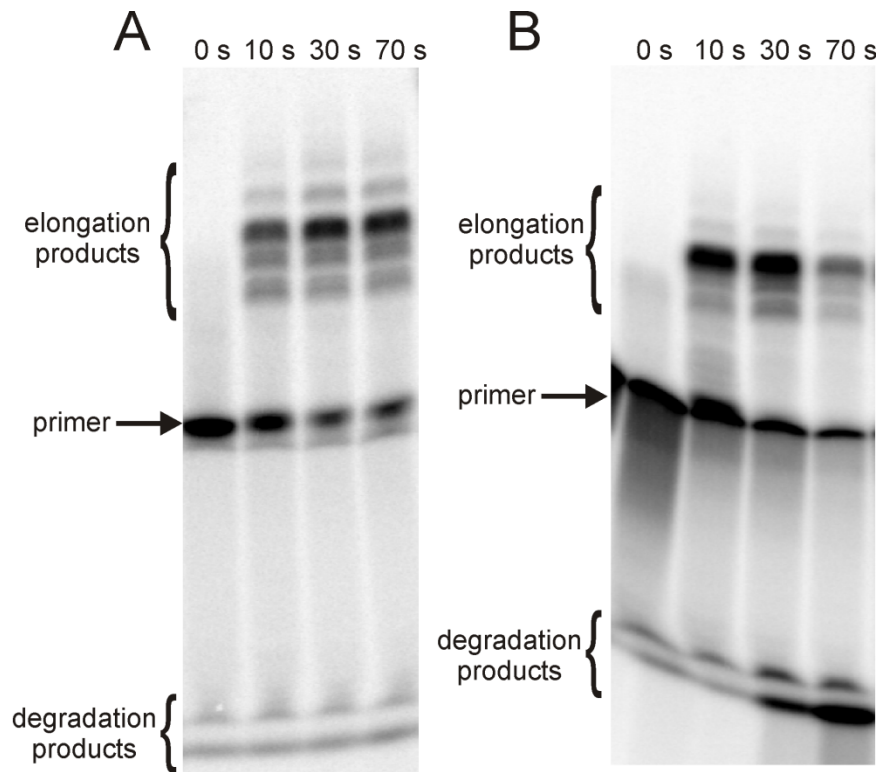 A
0 s 10 s 30 s 70 s
elongation
products
primer
degradation
products
B
0 s 10 s 30 s 70 s
elongation
products
primer
degradation
products